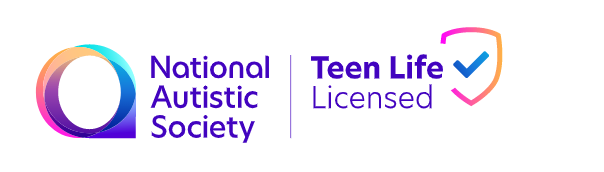 National
Autistic
Society
Teen Life
Licensed